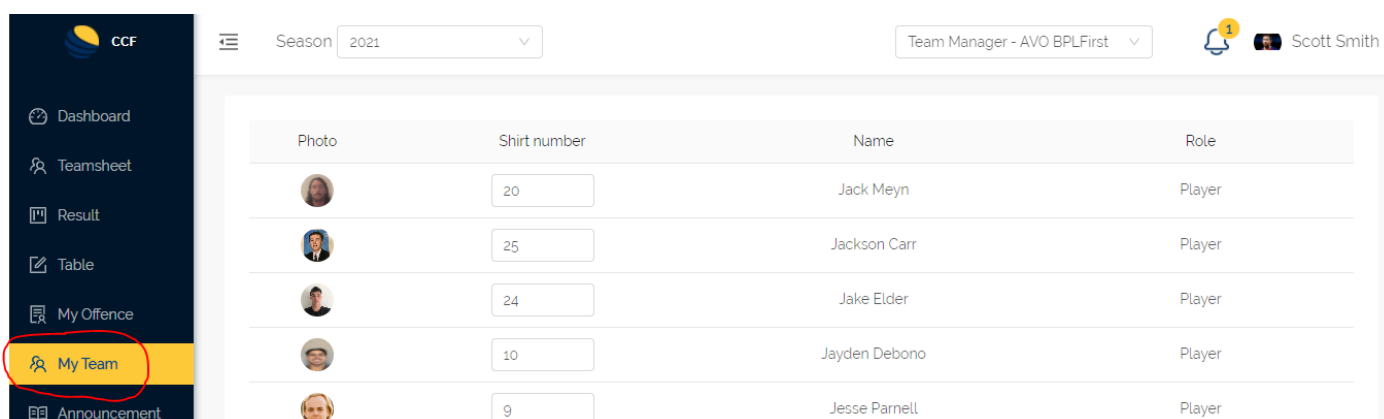 CCF
Season 2021 Team Manager - AVO BPLFirst 1 Scott Smith
Dashboard
Teamsheet
Result
Table
My Offence
My Team
Announcement
Photo Shirt number Name Role
20 Jack Meyn Player
25 Jackson Carr Player
24 Jake Elder Player
10 Jayden Debono Player
9 Jesse Parnell Player